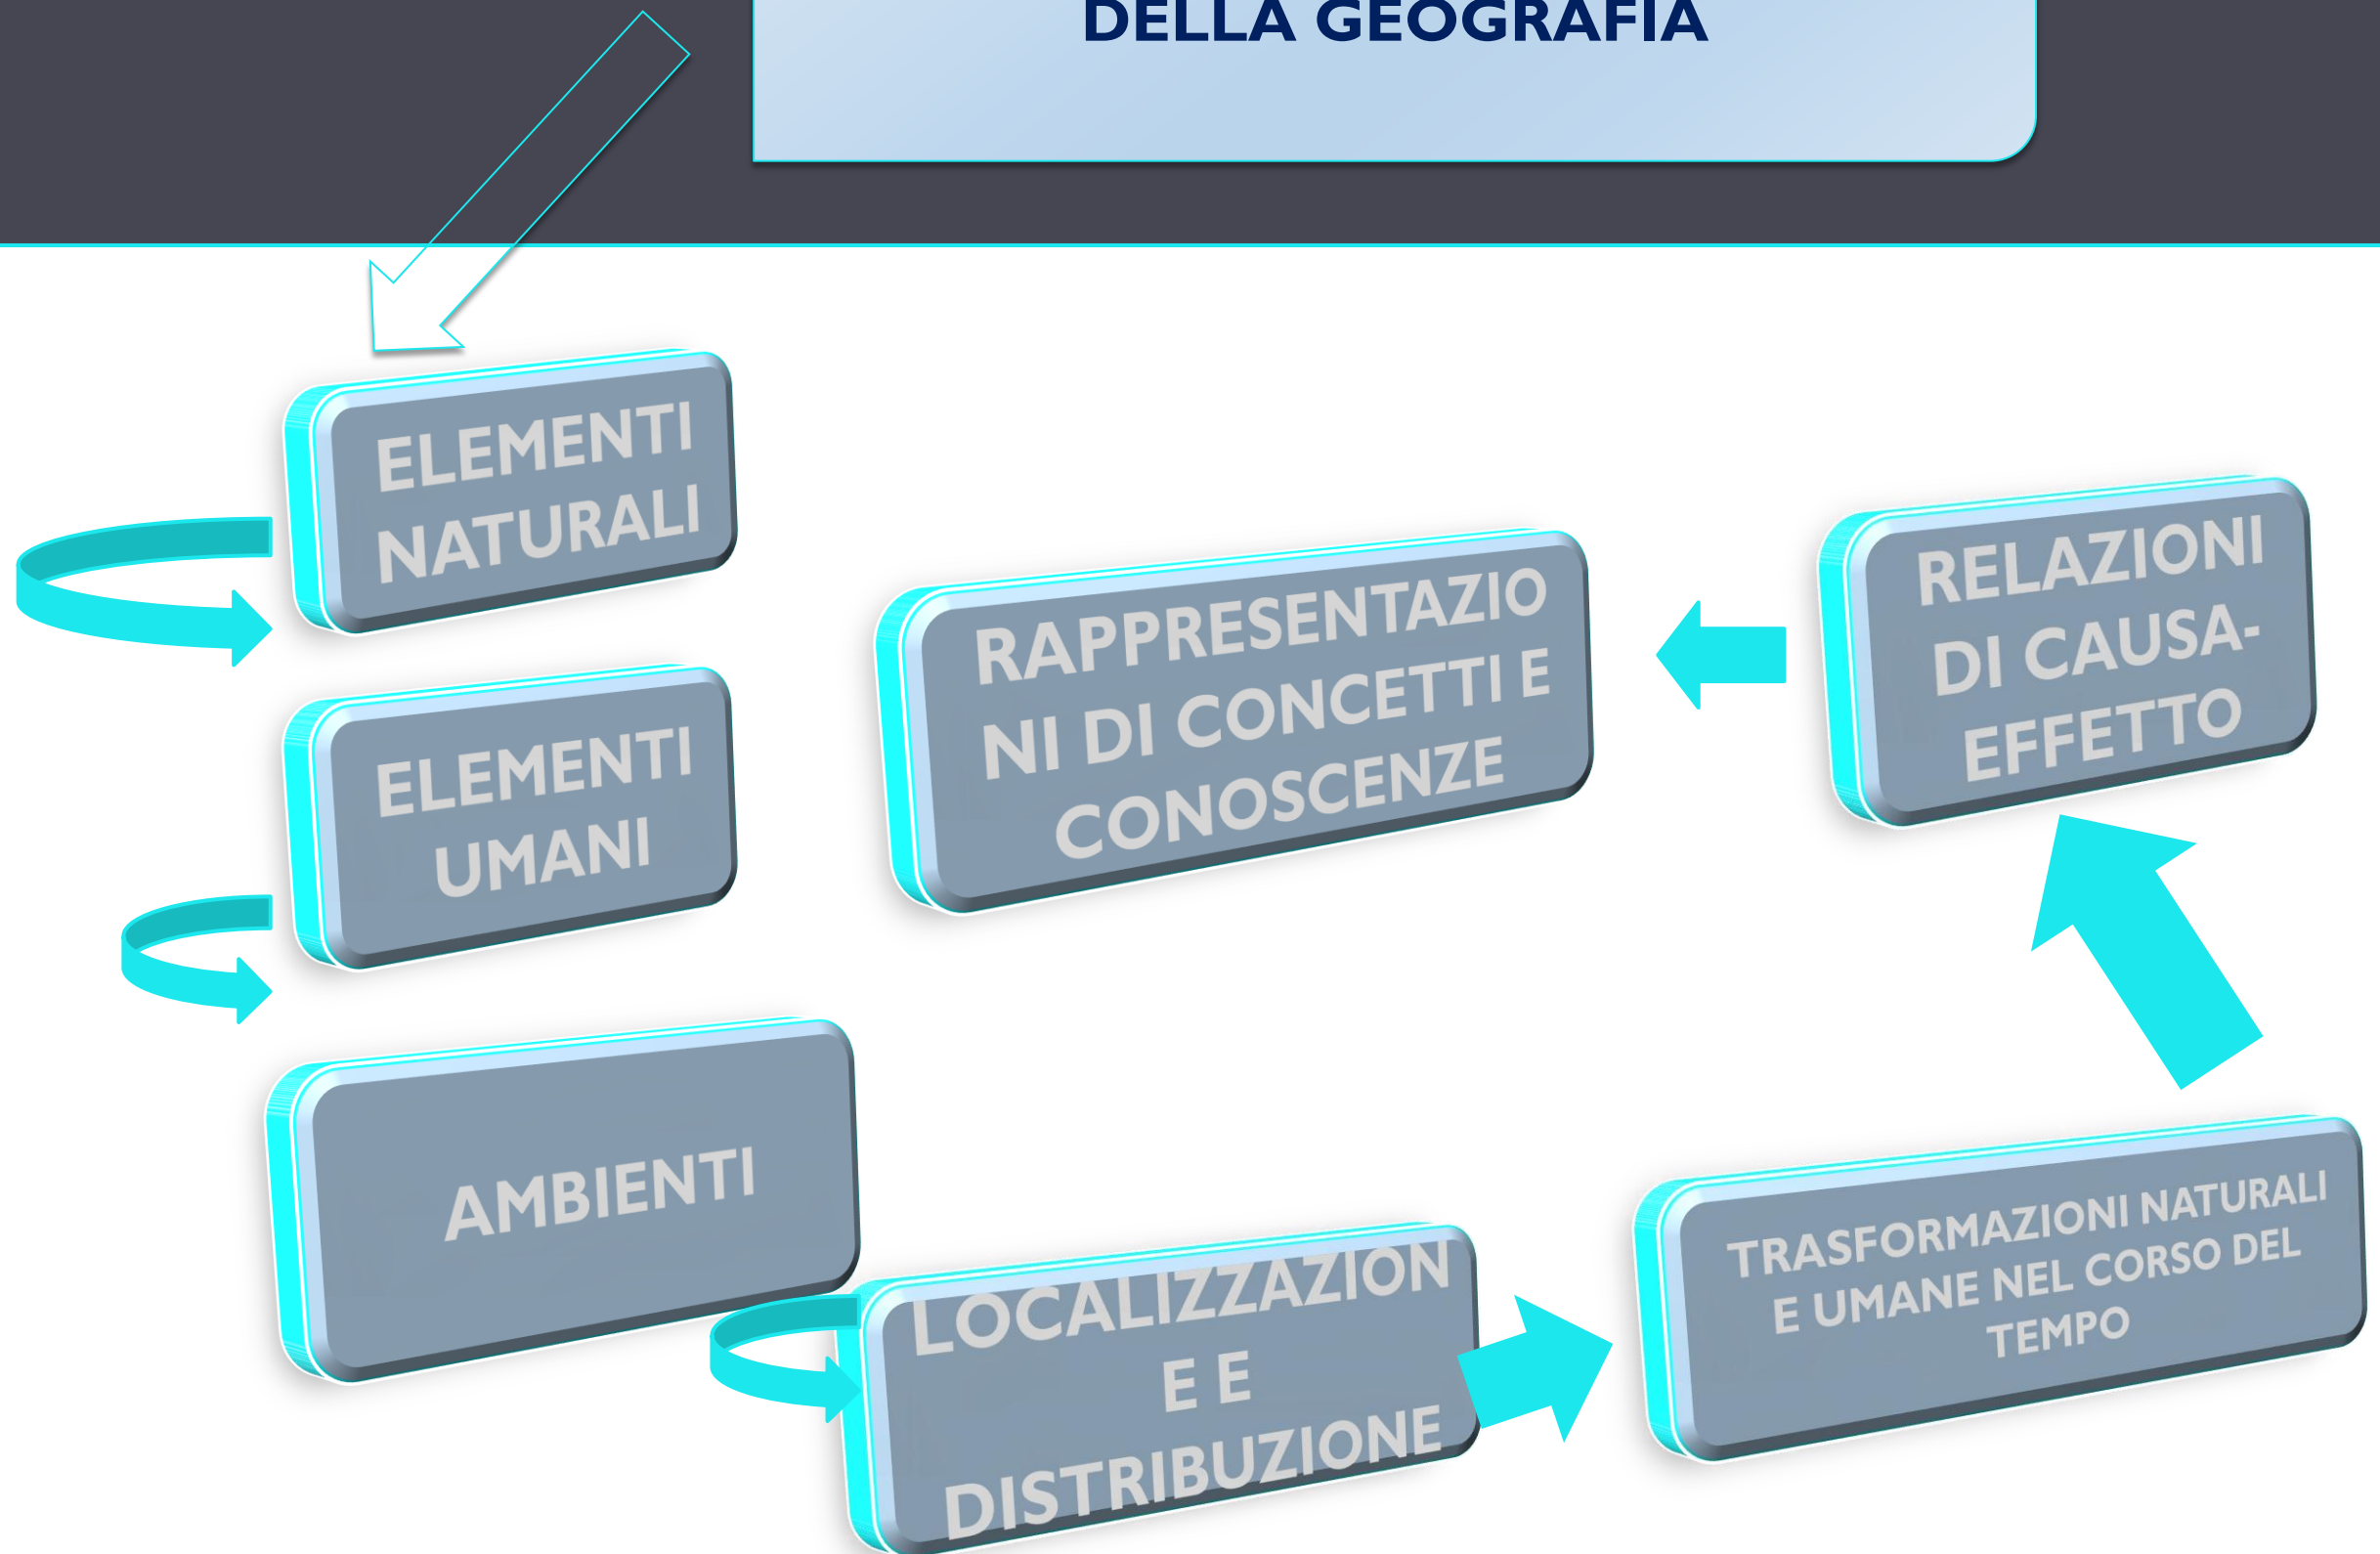 DELLA GEOGRAFIA
ELEMENTI
NATURALI
ELEMENTI
UMANI
AMBIENTI
LOCALIZZAZION
E E
DISTRIBUZIONE
TRASFORMAZIONI NATURALI
E UMANE NEL CORSO DEL
TEMPO
RELAZIONI
DI CAUSA-
EFFETTO
RAPPRESENTAZIO
NI DI CONCETTI E
CONOSCENZE